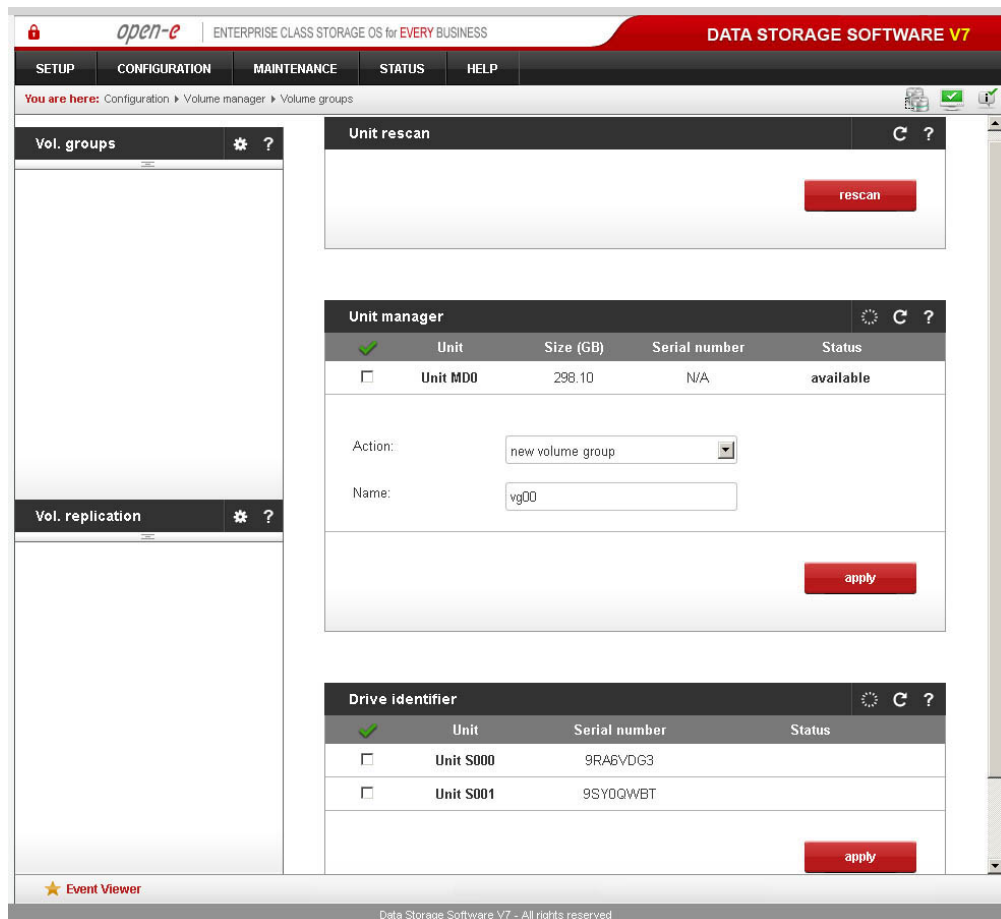 open-e ENTERPRISE CLASS STORAGE OS for EVERY BUSINESS DATA STORAGE SOFTWARE V7
SETUP CONFIGURATION MAINTENANCE STATUS HELP
You are here: Configuration Volume manager Volume groups
Vol. groups ?
Vol. replication ?
Unit rescan ?
rescan
Unit manager ?
Unit Size (GB) Serial number Status
Unit MD0 298.10 N/A available
Action: new volume group
Name: vg00
apply
Drive identifier ?
Unit Serial number Status
Unit S000 9RA6VDG3
Unit S001 9SY0QWBT
apply
Event Viewer
Data Storage Software V7 - All rights reserved